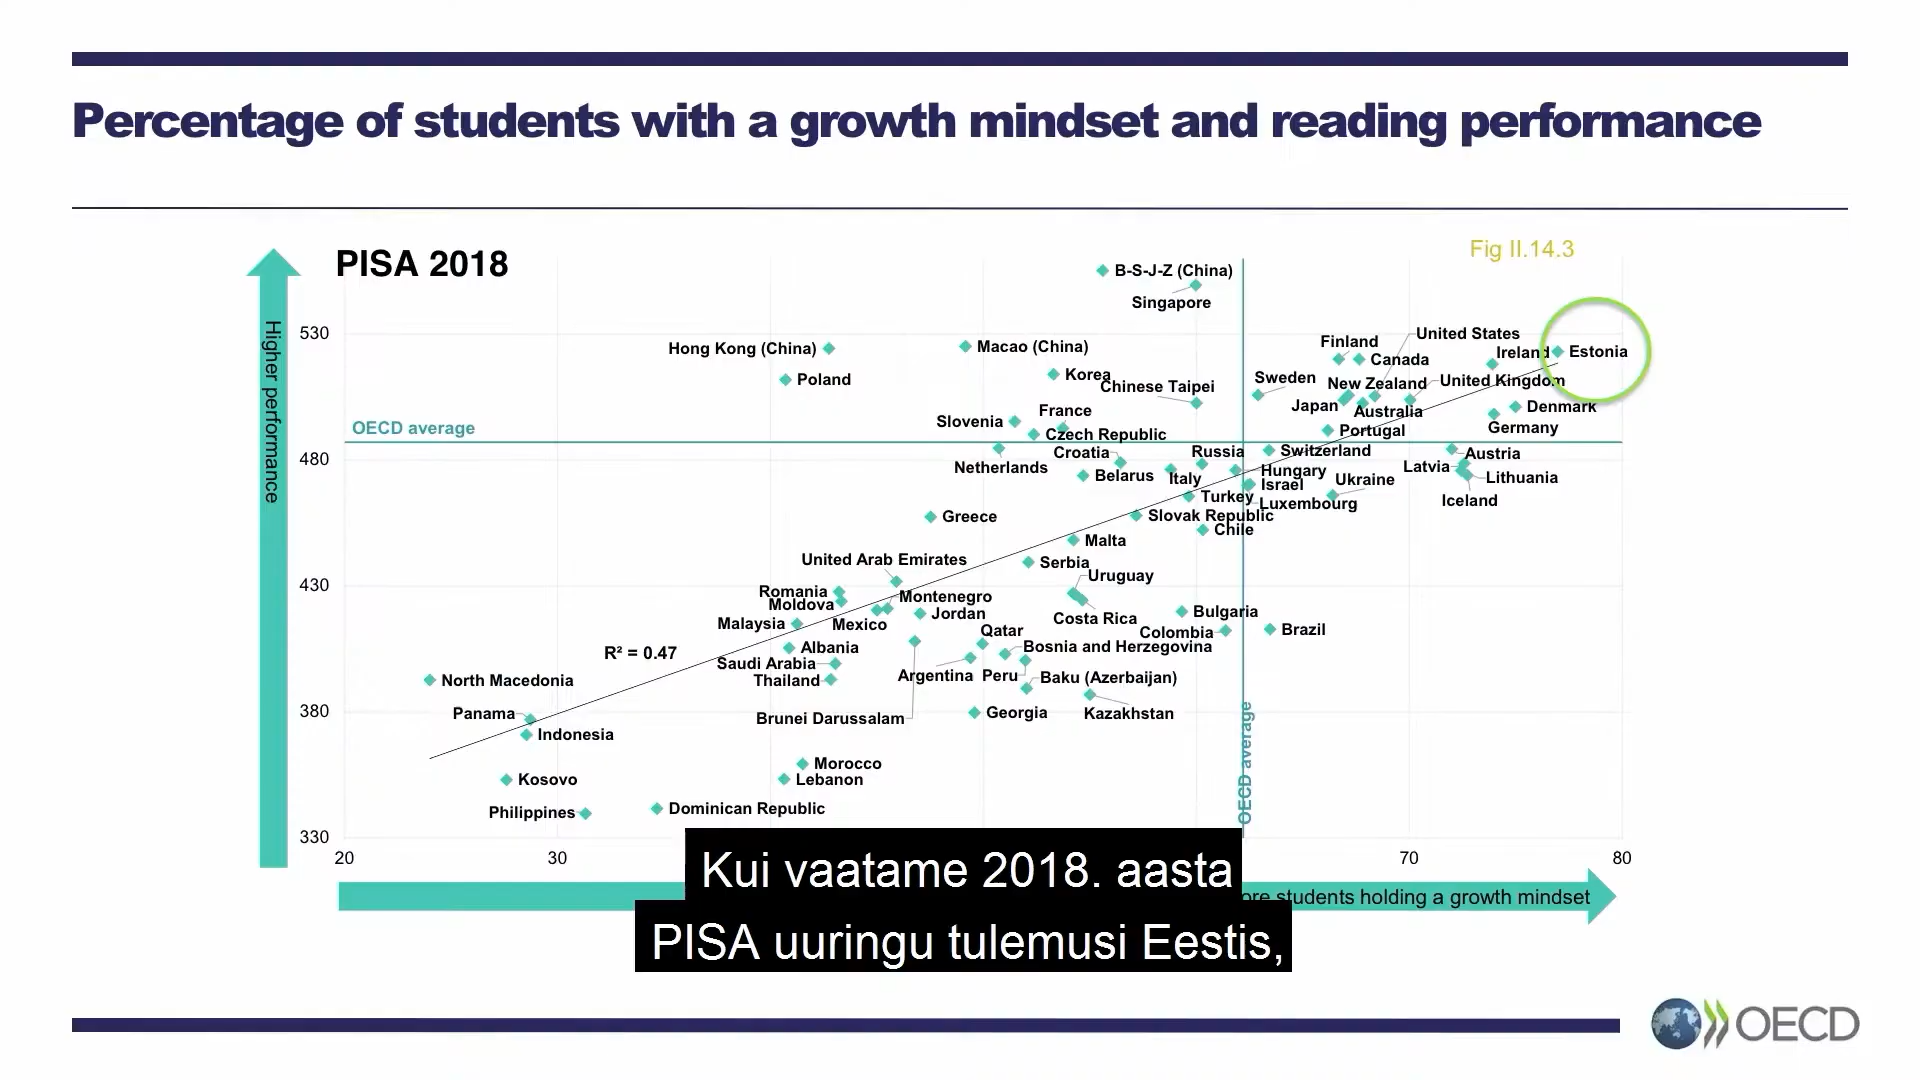 Percentage of students with a growth mindset and reading performance
PISA 2018
Fig II.14.3
Higher performance
530
480
430
380
330
B-S-J-Z (China)
Singapore
Hong Kong (China)
Macao (China)
Poland
Korea
Chinese Taipei
Finland
United States
Ireland
Estonia
Canada
Sweden
New Zealand
United Kingdom
Japan
Australia
Denmark
Germany
France
Slovenia
OECD average
Czech Republic
Portugal
Netherlands
Croatia
Russia
Switzerland
Austria
Belarus
Italy
Hungary
Latvia
Lithuania
Israel
Ukraine
Turkey
Luxembourg
Iceland
Greece
Slovak Republic
Chile
Malta
United Arab Emirates
Serbia
Uruguay
Romania
Moldova
Montenegro
Jordan
Costa Rica
Bulgaria
Malaysia
Mexico
Qatar
Colombia
Brazil
R² = 0.47
Albania
Bosnia and Herzegovina
Saudi Arabia
Thailand
Argentina
Peru
Baku (Azerbaijan)
North Macedonia
Panama
Indonesia
Brunei Darussalam
Georgia
Kazakhstan
OECD average
Morocco
Lebanon
Kosovo
Philippines
Dominican Republic
20
30
70
80
ore students holding a growth mindset
Kui vaatame 2018. aasta
PISA uuringu tulemusi Eestis,
OECD